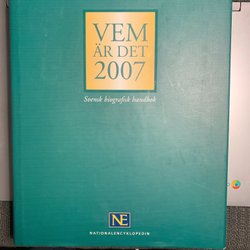 VEM
ÄR DET
2007
Svensk biografisk handbok
NE
NATIONALENCYKLOPEDIN